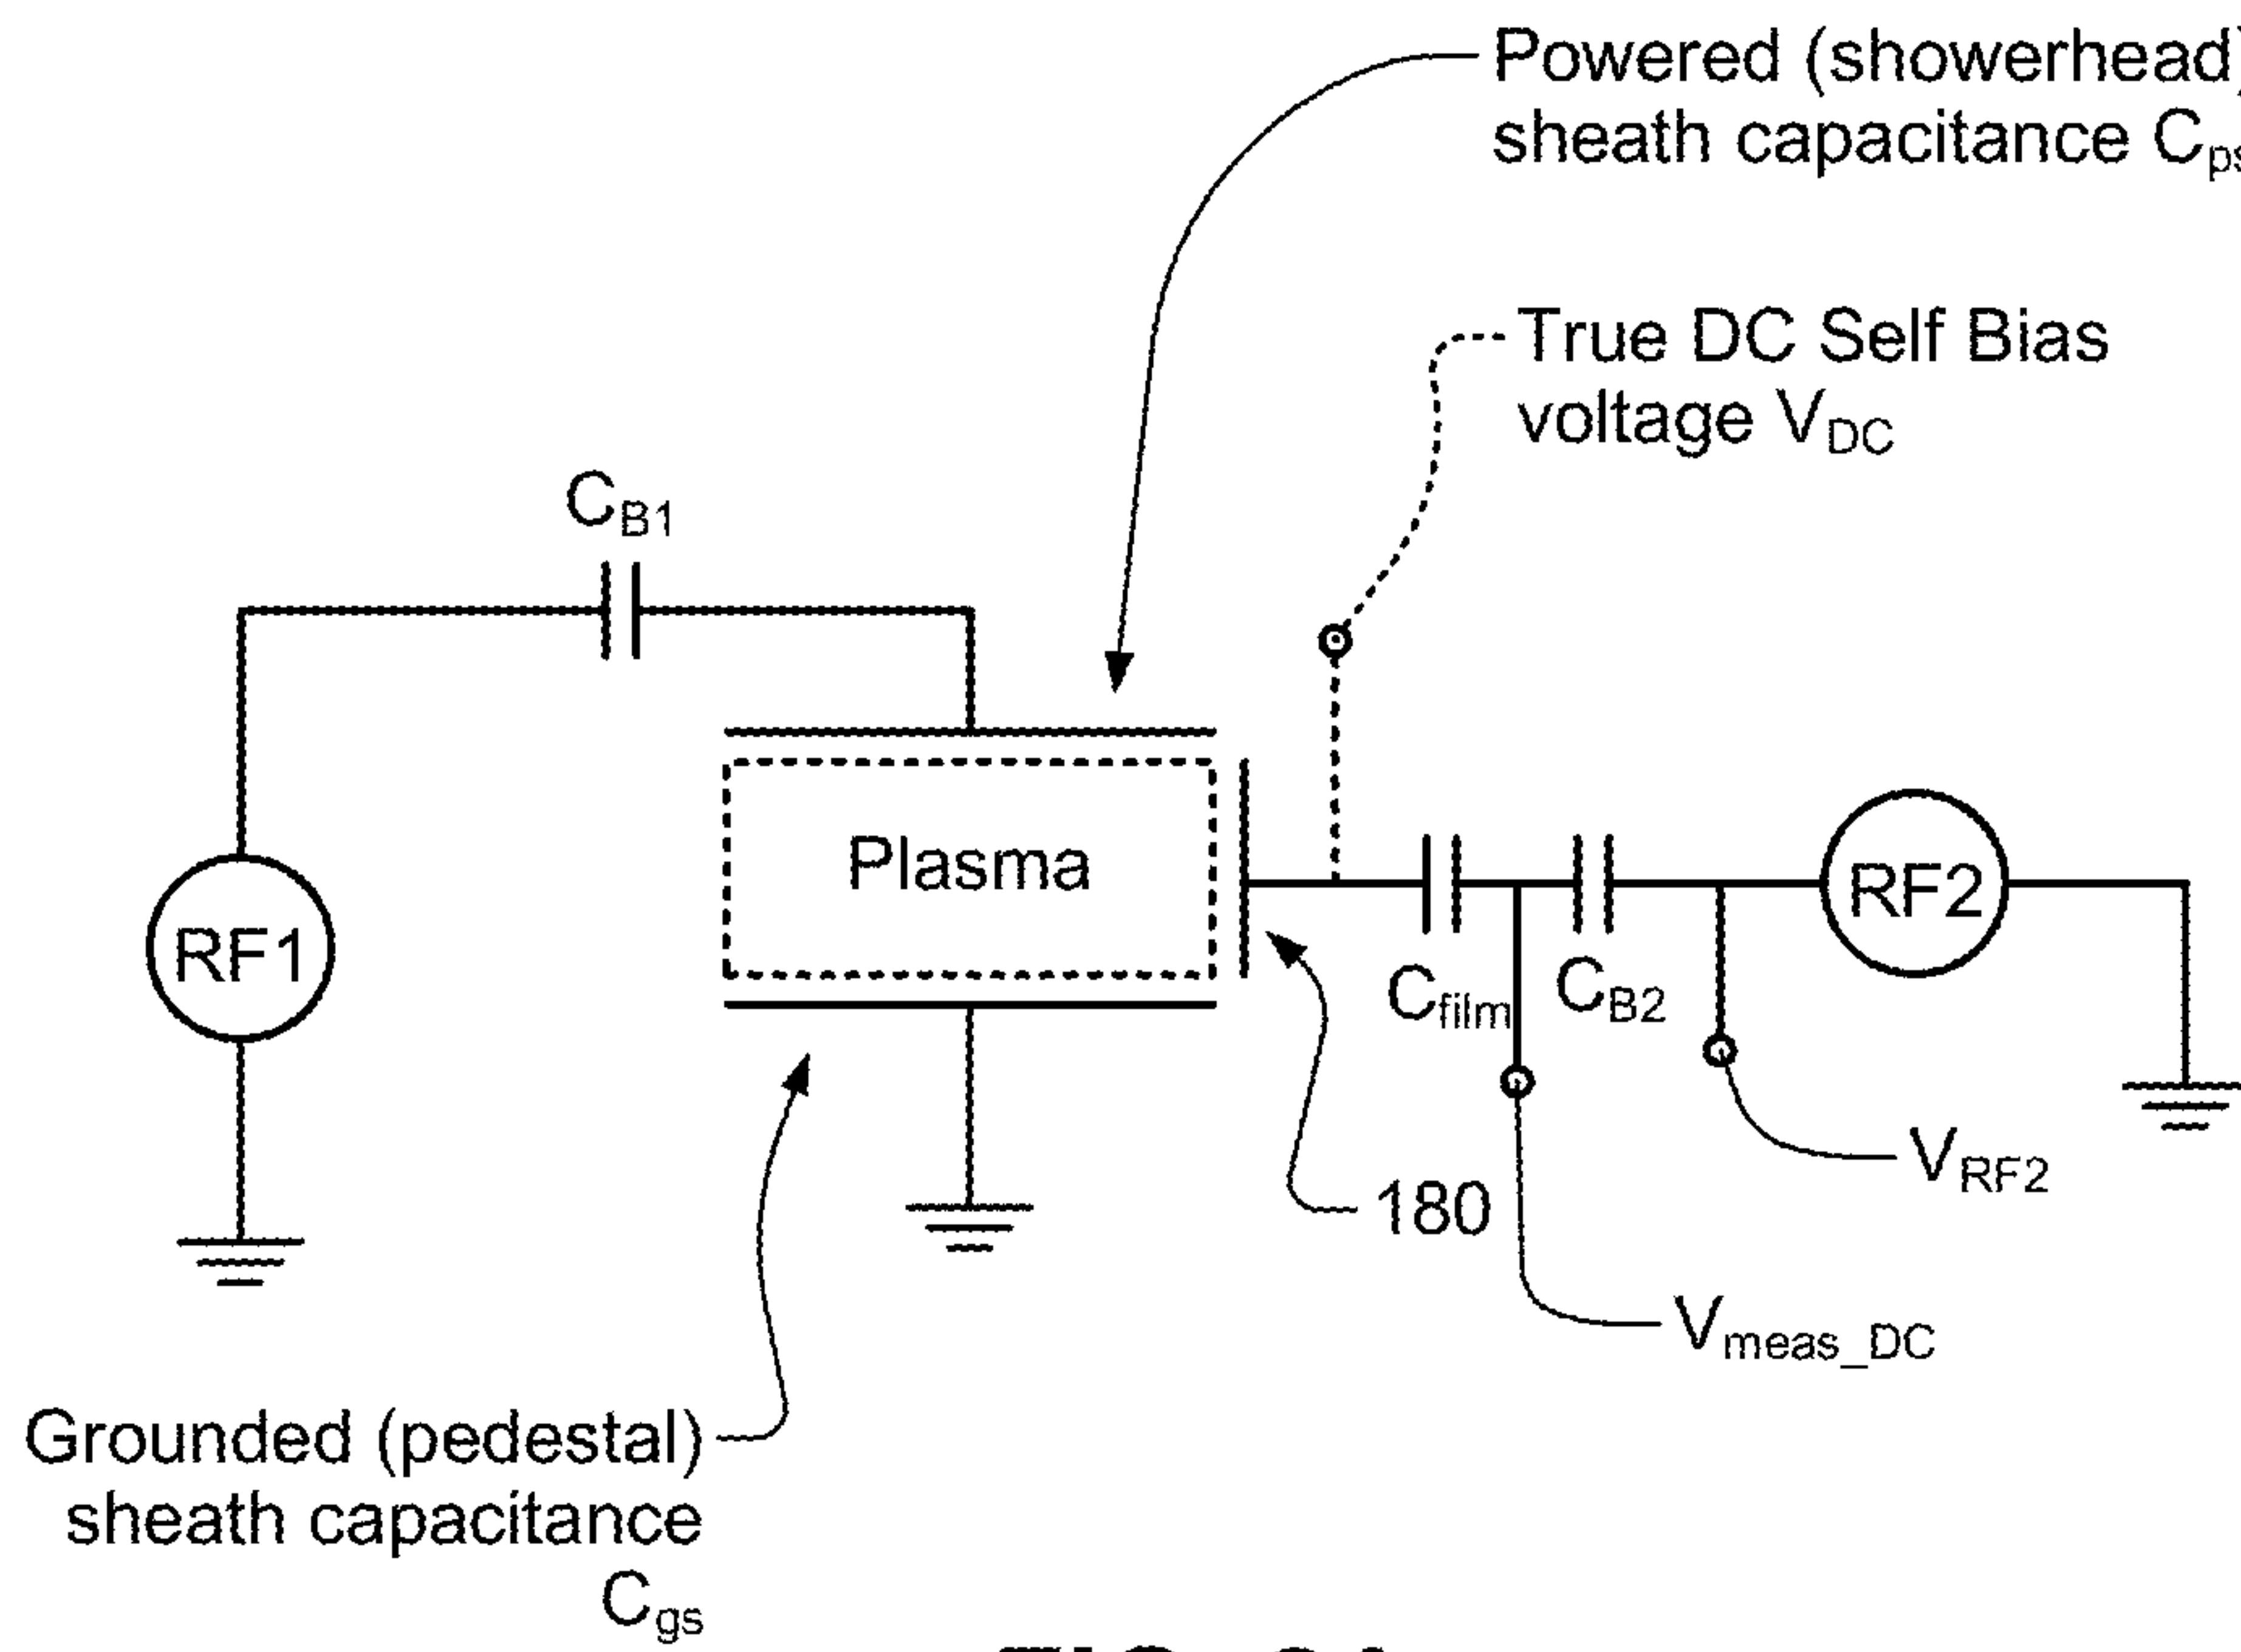 Powered (showerhead)
sheath capacitance Cps
True DC Self Bias
voltage VDC
CB1
Plasma
RF1
RF2
Cfilm
CB2
VRF2
180
Vmeas_DC
Grounded (pedestal)
sheath capacitance
Cgs